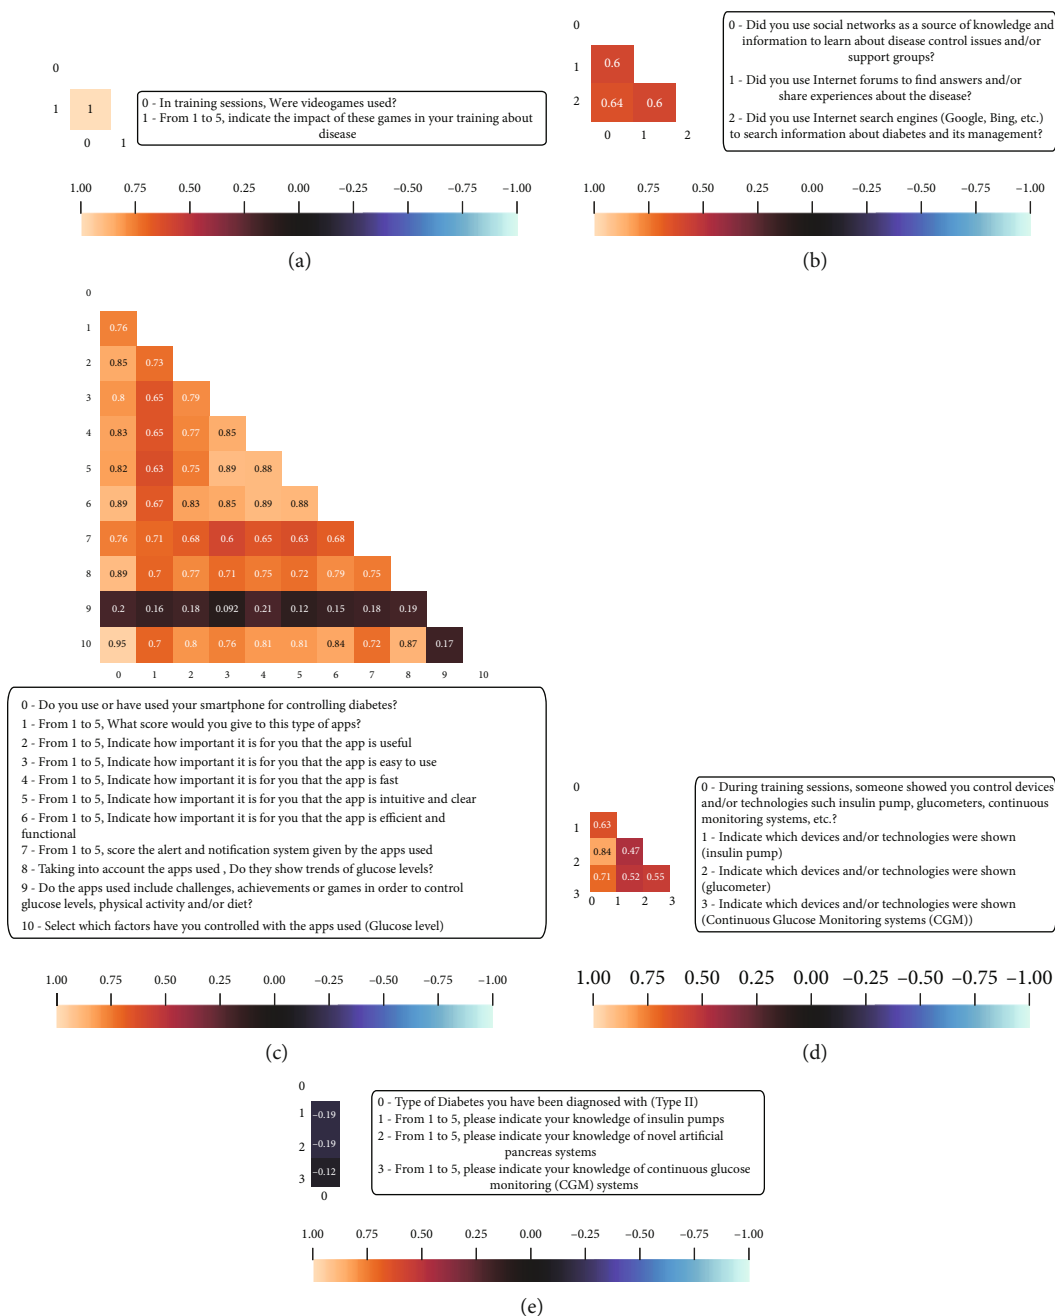 0
1 1
0 1
0 - In training sessions, Were videogames used?
1 - From 1 to 5, indicate the impact of these games in your training about
disease
1.00 0.75 0.50 0.25 0.00 −0.25 −0.50 −0.75 −1.00
(a)
0
1 0.6
2 0.64 0.6
0 1 2
0 - Did you use social networks as a source of knowledge and
information to learn about disease control issues and/or
support groups?
1 - Did you use Internet forums to find answers and/or
share experiences about the disease?
2 - Did you use Internet search engines (Google, Bing, etc.)
to search information about diabetes and its management?
1.00 0.75 0.50 0.25 0.00 −0.25 −0.50 −0.75 −1.00
(b)
0
1 0.76
2 0.85 0.73
3 0.8 0.65 0.79
4 0.83 0.65 0.77 0.85
5 0.82 0.63 0.75 0.89 0.88
6 0.89 0.67 0.83 0.85 0.89 0.88
7 0.76 0.71 0.68 0.6 0.65 0.63 0.68
8 0.89 0.7 0.77 0.71 0.75 0.72 0.79 0.75
9 0.2 0.16 0.18 0.092 0.21 0.12 0.15 0.18 0.19
10 0.95 0.7 0.8 0.76 0.81 0.81 0.84 0.72 0.87 0.17
0 1 2 3 4 5 6 7 8 9 10
0 - Do you use or have used your smartphone for controlling diabetes?
1 - From 1 to 5, What score would you give to this type of apps?
2 - From 1 to 5, Indicate how important it is for you that the app is useful
3 - From 1 to 5, Indicate how important it is for you that the app is easy to use
4 - From 1 to 5, Indicate how important it is for you that the app is fast
5 - From 1 to 5, Indicate how important it is for you that the app is intuitive and clear
6 - From 1 to 5, Indicate how important it is for you that the app is efficient and
functional
7 - From 1 to 5, score the alert and notification system given by the apps used
8 - Taking into account the apps used , Do they show trends of glucose levels?
9 - Do the apps used include challenges, achievements or games in order to control
glucose levels, physical activity and/or diet?
10 - Select which factors have you controlled with the apps used (Glucose level)
1.00 0.75 0.50 0.25 0.00 −0.25 −0.50 −0.75 −1.00
(c)
0
1 0.63
2 0.84 0.47
3 0.71 0.52 0.55
0 1 2 3
0 - During training sessions, someone showed you control devices
and/or technologies such insulin pump, glucometers, continuous
monitoring systems, etc.?
1 - Indicate which devices and/or technologies were shown
(insulin pump)
2 - Indicate which devices and/or technologies were shown
(glucometer)
3 - Indicate which devices and/or technologies were shown
(Continuous Glucose Monitoring systems (CGM))
1.00 0.75 0.50 0.25 0.00 −0.25 −0.50 −0.75 −1.00
(d)
0
1 −0.19
2 −0.19
3 −0.12
0
0 - Type of Diabetes you have been diagnosed with (Type II)
1 - From 1 to 5, please indicate your knowledge of insulin pumps
2 - From 1 to 5, please indicate your knowledge of novel artificial
pancreas systems
3 - From 1 to 5, please indicate your knowledge of continuous glucose
monitoring (CGM) systems
1.00 0.75 0.50 0.25 0.00 −0.25 −0.50 −0.75 −1.00
(e)